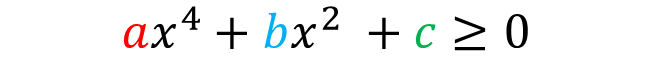 ax⁴ + bx² + c ≥ 0